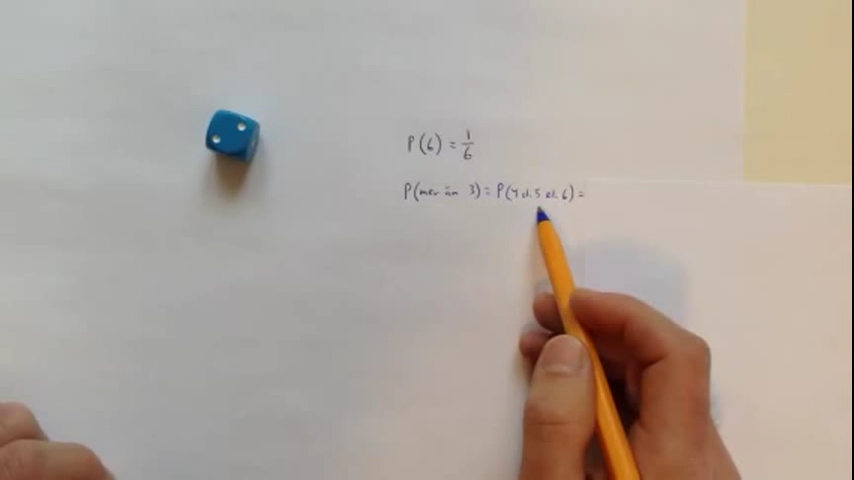 P(6) = 1/6
P(mer än 3) = P(4 el. 5 el. 6) =